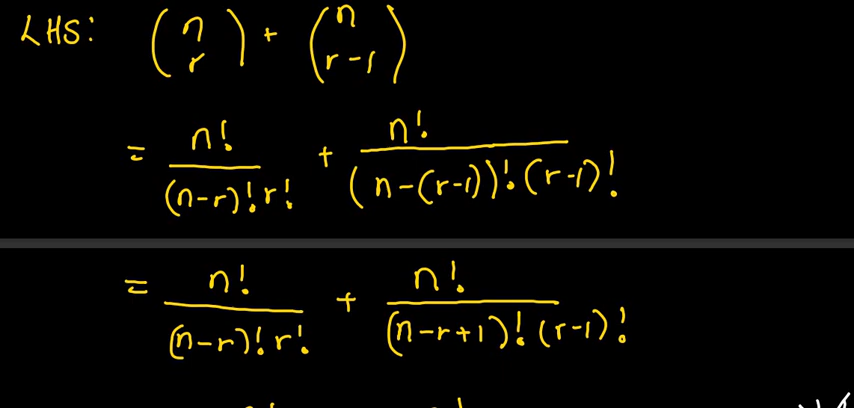 LHS: (n r) + (n r-1)
= n!/((n-r)! r!) + n!/((n-(r-1))! (r-1)!)
= n!/((n-r)! r!) + n!/((n-r+1)! (r-1)!)